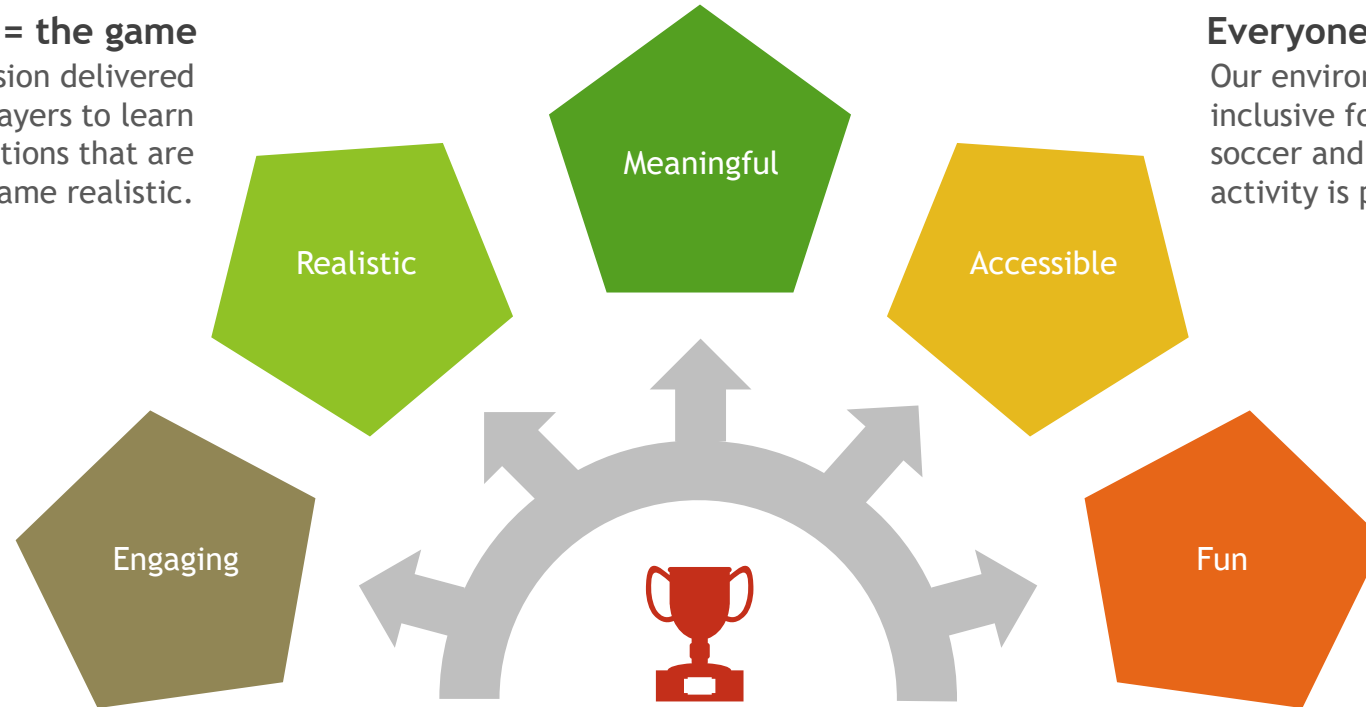 = the game
sion delivered
ayers to learn
tions that are
ame realistic.
Everyone
Our environ
inclusive fo
soccer and
activity is p
Meaningful
Realistic
Accessible
Engaging
Fun